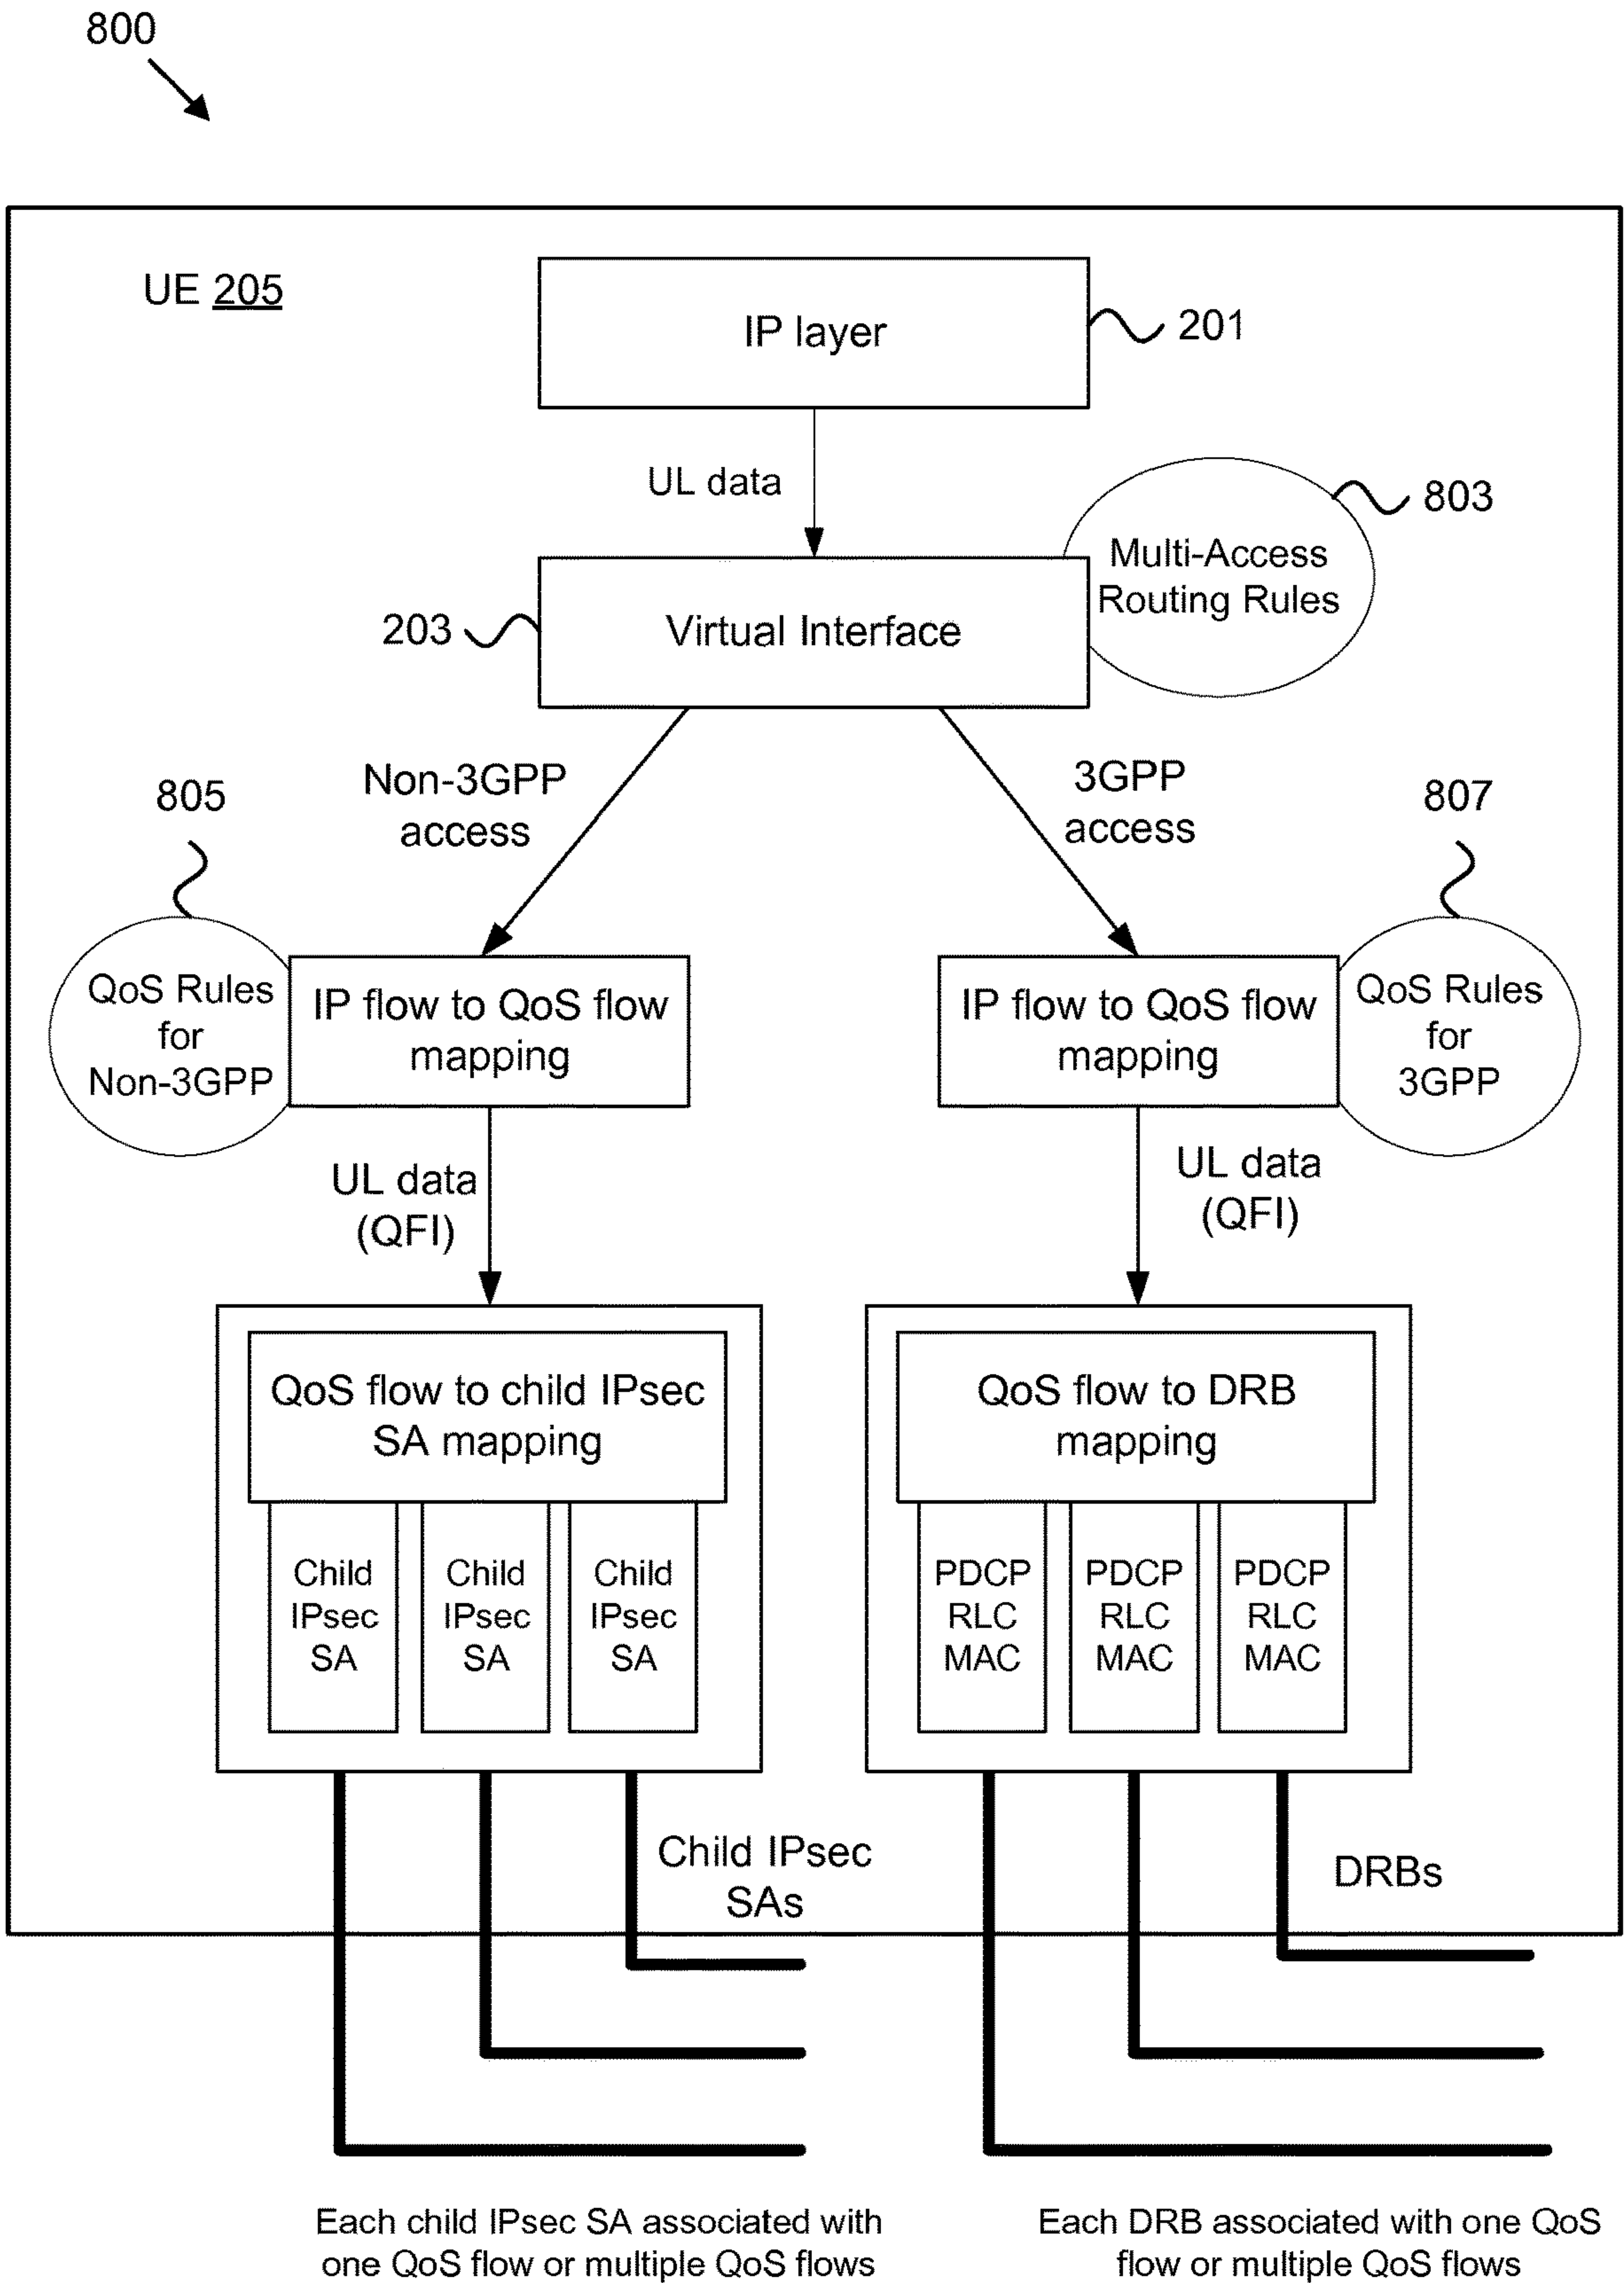 800
UE 205
IP layer
201
UL data
803
Multi-Access
Routing Rules
203
Virtual Interface
Non-3GPP
access
3GPP
access
805
807
QoS Rules
for
Non-3GPP
IP flow to QoS flow
mapping
IP flow to QoS flow
mapping
QoS Rules
for
3GPP
UL data
(QFI)
UL data
(QFI)
QoS flow to child IPsec
SA mapping
QoS flow to DRB
mapping
Child
IPsec
SA
Child
IPsec
SA
Child
IPsec
SA
PDCP
RLC
MAC
PDCP
RLC
MAC
PDCP
RLC
MAC
Child IPsec
SAs
DRBs
Each child IPsec SA associated with
one QoS flow or multiple QoS flows
Each DRB associated with one QoS
flow or multiple QoS flows